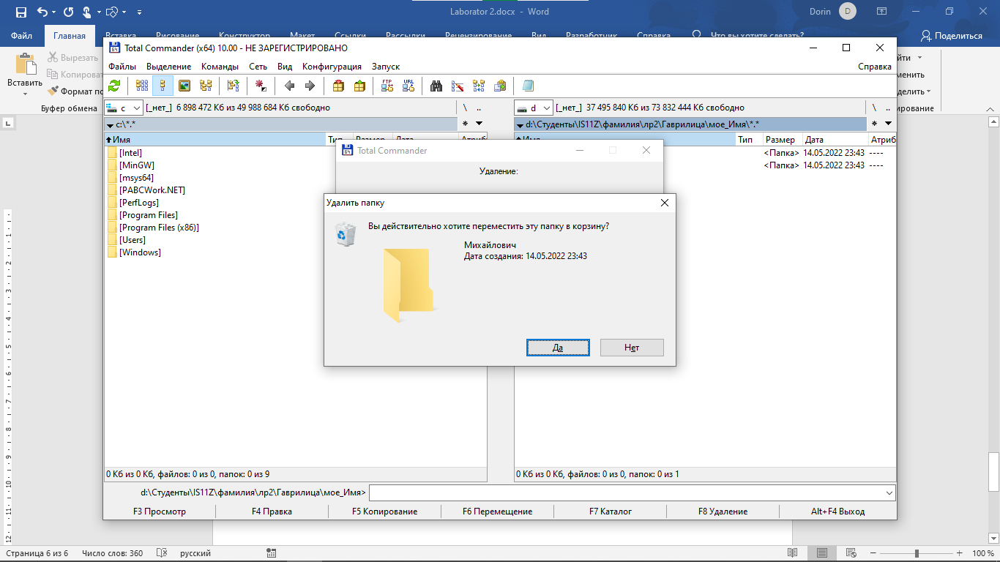 Laborator 2.docx - Word
Dorin D
Файл Главная Вставка Рисование Конструктор Макет Ссылки Рассылки Рецензирование Вид Разработчик Справка Что вы хотите сделать? Поделиться
Вставить
Вырезать
Формат по
Буфер обмена
Total Commander (x64) 10.00 - НЕ ЗАРЕГИСТРИРОВАНО
Файлы Выделение Команды Сеть Вид Конфигурация Запуск Справка
FTP URL
c [_нет_] 6 898 472 Кб из 49 988 684 Кб свободно \ ..
d [_нет_] 37 495 840 Кб из 73 832 444 Кб свободно \ ..
c:\*.* *
d:\Студенты\IS11Z\фамилия\лр2\Гаврилица\мое_Имя\*.* *
Имя Тип Размер Дата Атриб
Имя Тип Размер Дата Атриб
[Intel]
[MinGW]
[msys64]
[PABCWork.NET]
[PerfLogs]
[Program Files]
[Program Files (x86)]
[Users]
[Windows]
<Папка> 14.05.2022 23:43 ----
<Папка> 14.05.2022 23:43 ----
Total Commander
Удаление:
Удалить папку
Вы действительно хотите переместить эту папку в корзину?
Михайлович
Дата создания: 14.05.2022 23:43
Да Нет
0 Кб из 0 Кб, файлов: 0 из 0, папок: 0 из 9
0 Кб из 0 Кб, файлов: 0 из 0, папок: 0 из 1
d:\Студенты\IS11Z\фамилия\лр2\Гаврилица\мое_Имя>
F3 Просмотр F4 Правка F5 Копирование F6 Перемещение F7 Каталог F8 Удаление Alt+F4 Выход
Страница 6 из 6 Число слов: 360 русский 100 %